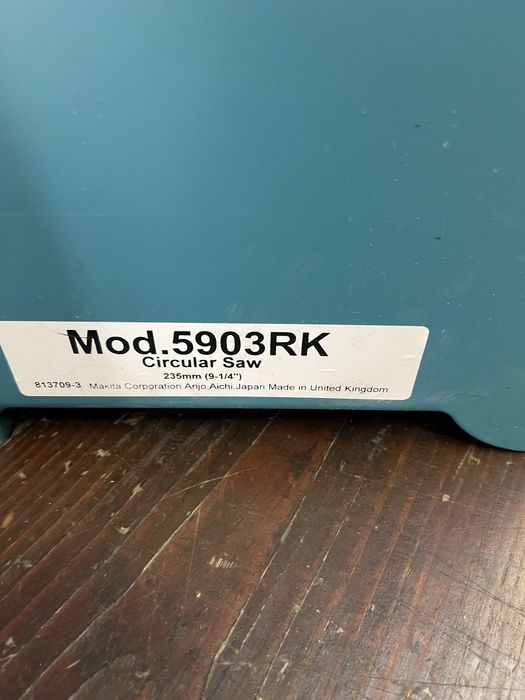 Mod.5903RK
Circular Saw
235mm (9-1/4")
813709-3 Makita Corporation Anjo,Aichi,Japan Made in United Kingdom